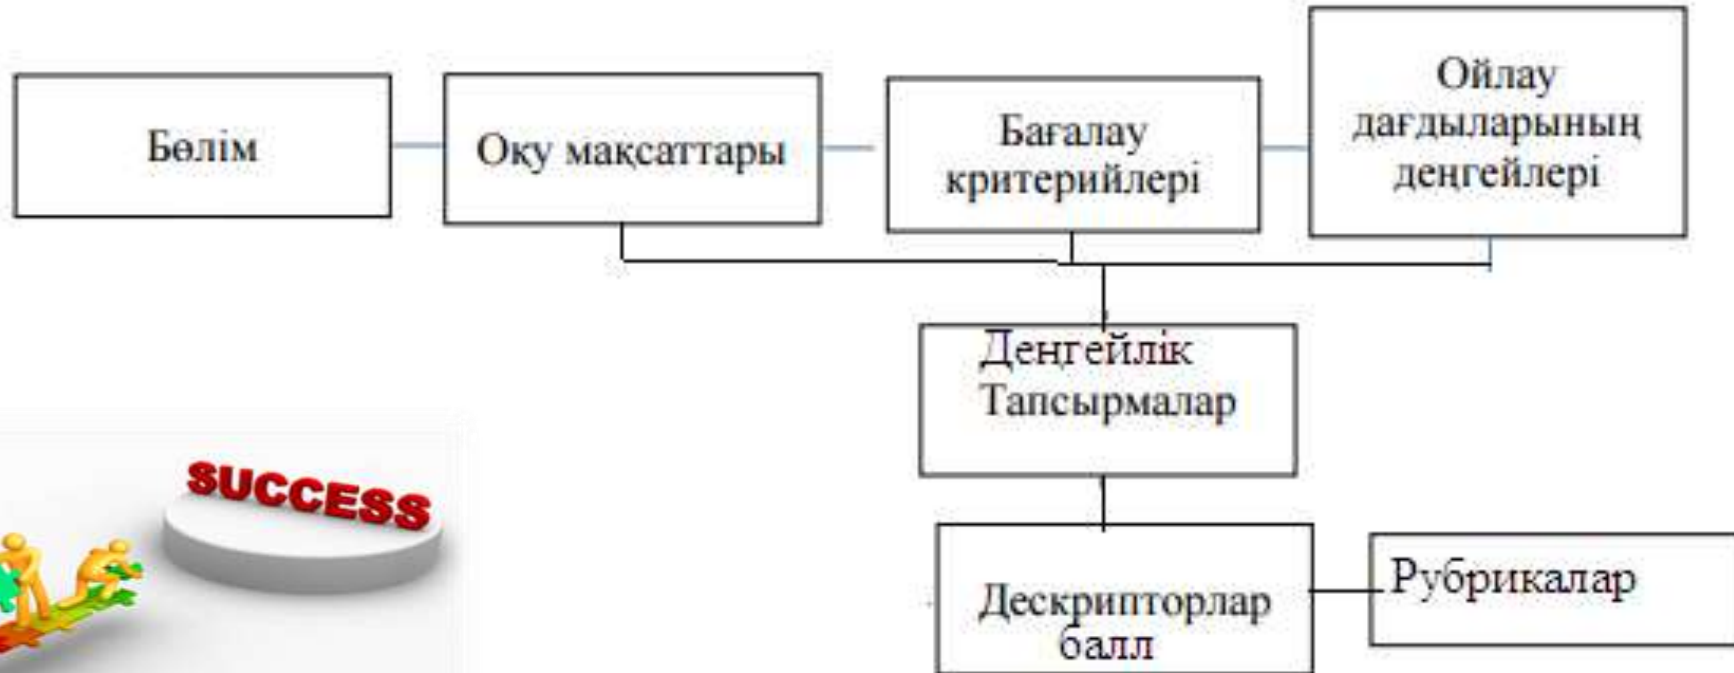 Бөлім
Оқу мақсаттары
Бағалау
критерийлері
Ойлау
дағдыларының
деңгейлері
Деңгейлік
Тапсырмалар
SUCCESS
Дескрипторлар
балл
Рубрикалар